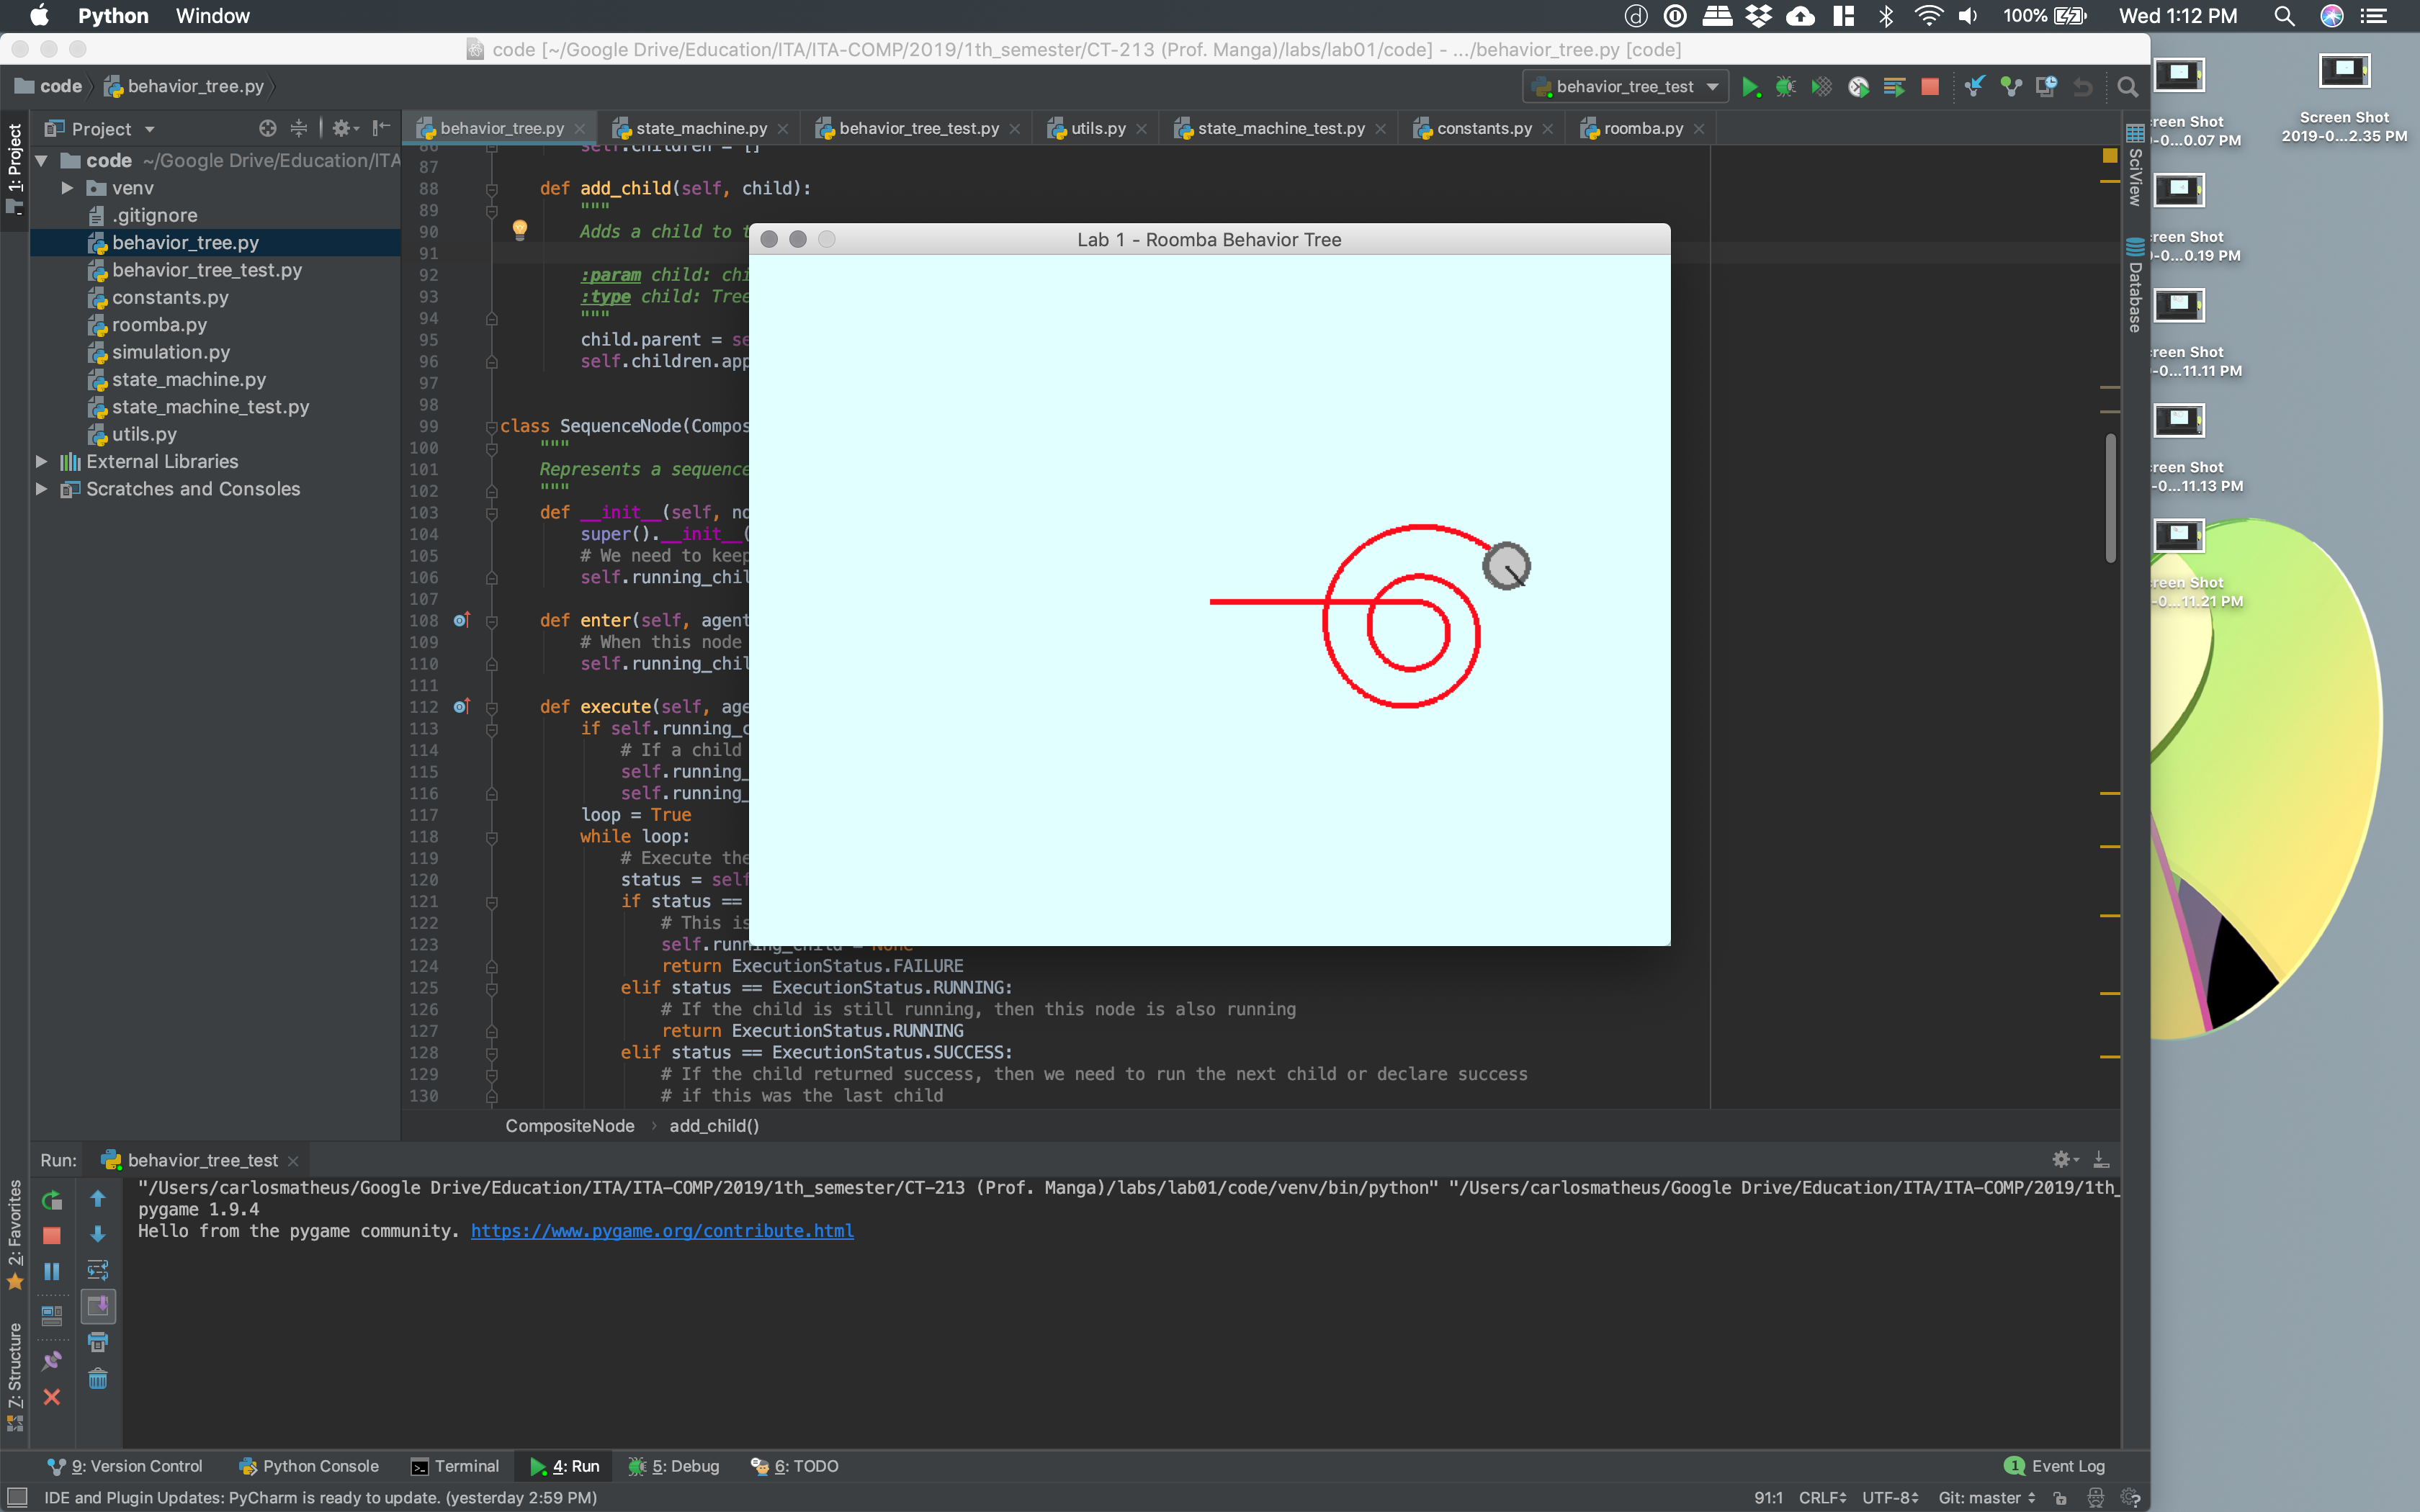 Python Window
100% Wed 1:12 PM
code [~/Google Drive/Education/ITA/ITA-COMP/2019/1th_semester/CT-213 (Prof. Manga)/labs/lab01/code] - .../behavior_tree.py [code]
code behavior_tree.py
behavior_tree_test
Project
behavior_tree.py state_machine.py behavior_tree_test.py utils.py state_machine_test.py constants.py roomba.py
1: Project
code ~/Google Drive/Education/ITA
venv
.gitignore
behavior_tree.py
behavior_tree_test.py
constants.py
roomba.py
simulation.py
state_machine.py
state_machine_test.py
utils.py
External Libraries
Scratches and Consoles
86 self.children = []
87
88 def add_child(self, child):
89 """
90 Adds a child to
91
92 :param child:
93 :type child: Tree
94 """
95 child.parent =
96 self.children.
97
98
99 class SequenceNode(
100 """
101 Represents a sequence
102 """
103 def __init__(self,
104 super().__init__(
105 # We need to keep
106 self.
107
108 def enter(self, agent
109 # When this node
110 self.
111
112 def execute(self,
113 if self.
114 # If a child
115 self.running_
116 self.running_
117 loop = True
118 while loop:
119 # Execute the
120 status = self
121 if status ==
122 # This is
123 self.running_child = None
124 return ExecutionStatus.FAILURE
125 elif status == ExecutionStatus.RUNNING:
126 # If the child is still running, then this node is also running
127 return ExecutionStatus.RUNNING
128 elif status == ExecutionStatus.SUCCESS:
129 # If the child returned success, then we need to run the next child or declare success
130 # if this was the last child
CompositeNode › add_child()
Lab 1 - Roomba Behavior Tree
SciView
Database
Screen Shot
2019-0...2.35 PM
reen Shot
-0...0.07 PM
reen Shot
-0...0.19 PM
reen Shot
-0...11.11 PM
reen Shot
-0...11.13 PM
reen Shot
-0...11.21 PM
Run: behavior_tree_test
"/Users/carlosmatheus/Google Drive/Education/ITA/ITA-COMP/2019/1th_semester/CT-213 (Prof. Manga)/labs/lab01/code/venv/bin/python" "/Users/carlosmatheus/Google Drive/Education/ITA/ITA-COMP/2019/1th_
pygame 1.9.4
Hello from the pygame community. https://www.pygame.org/contribute.html
2: Favorites
7: Structure
9: Version Control Python Console Terminal 4: Run 5: Debug 6: TODO 1 Event Log
IDE and Plugin Updates: PyCharm is ready to update. (yesterday 2:59 PM) 91:1 CRLF UTF-8 Git: master